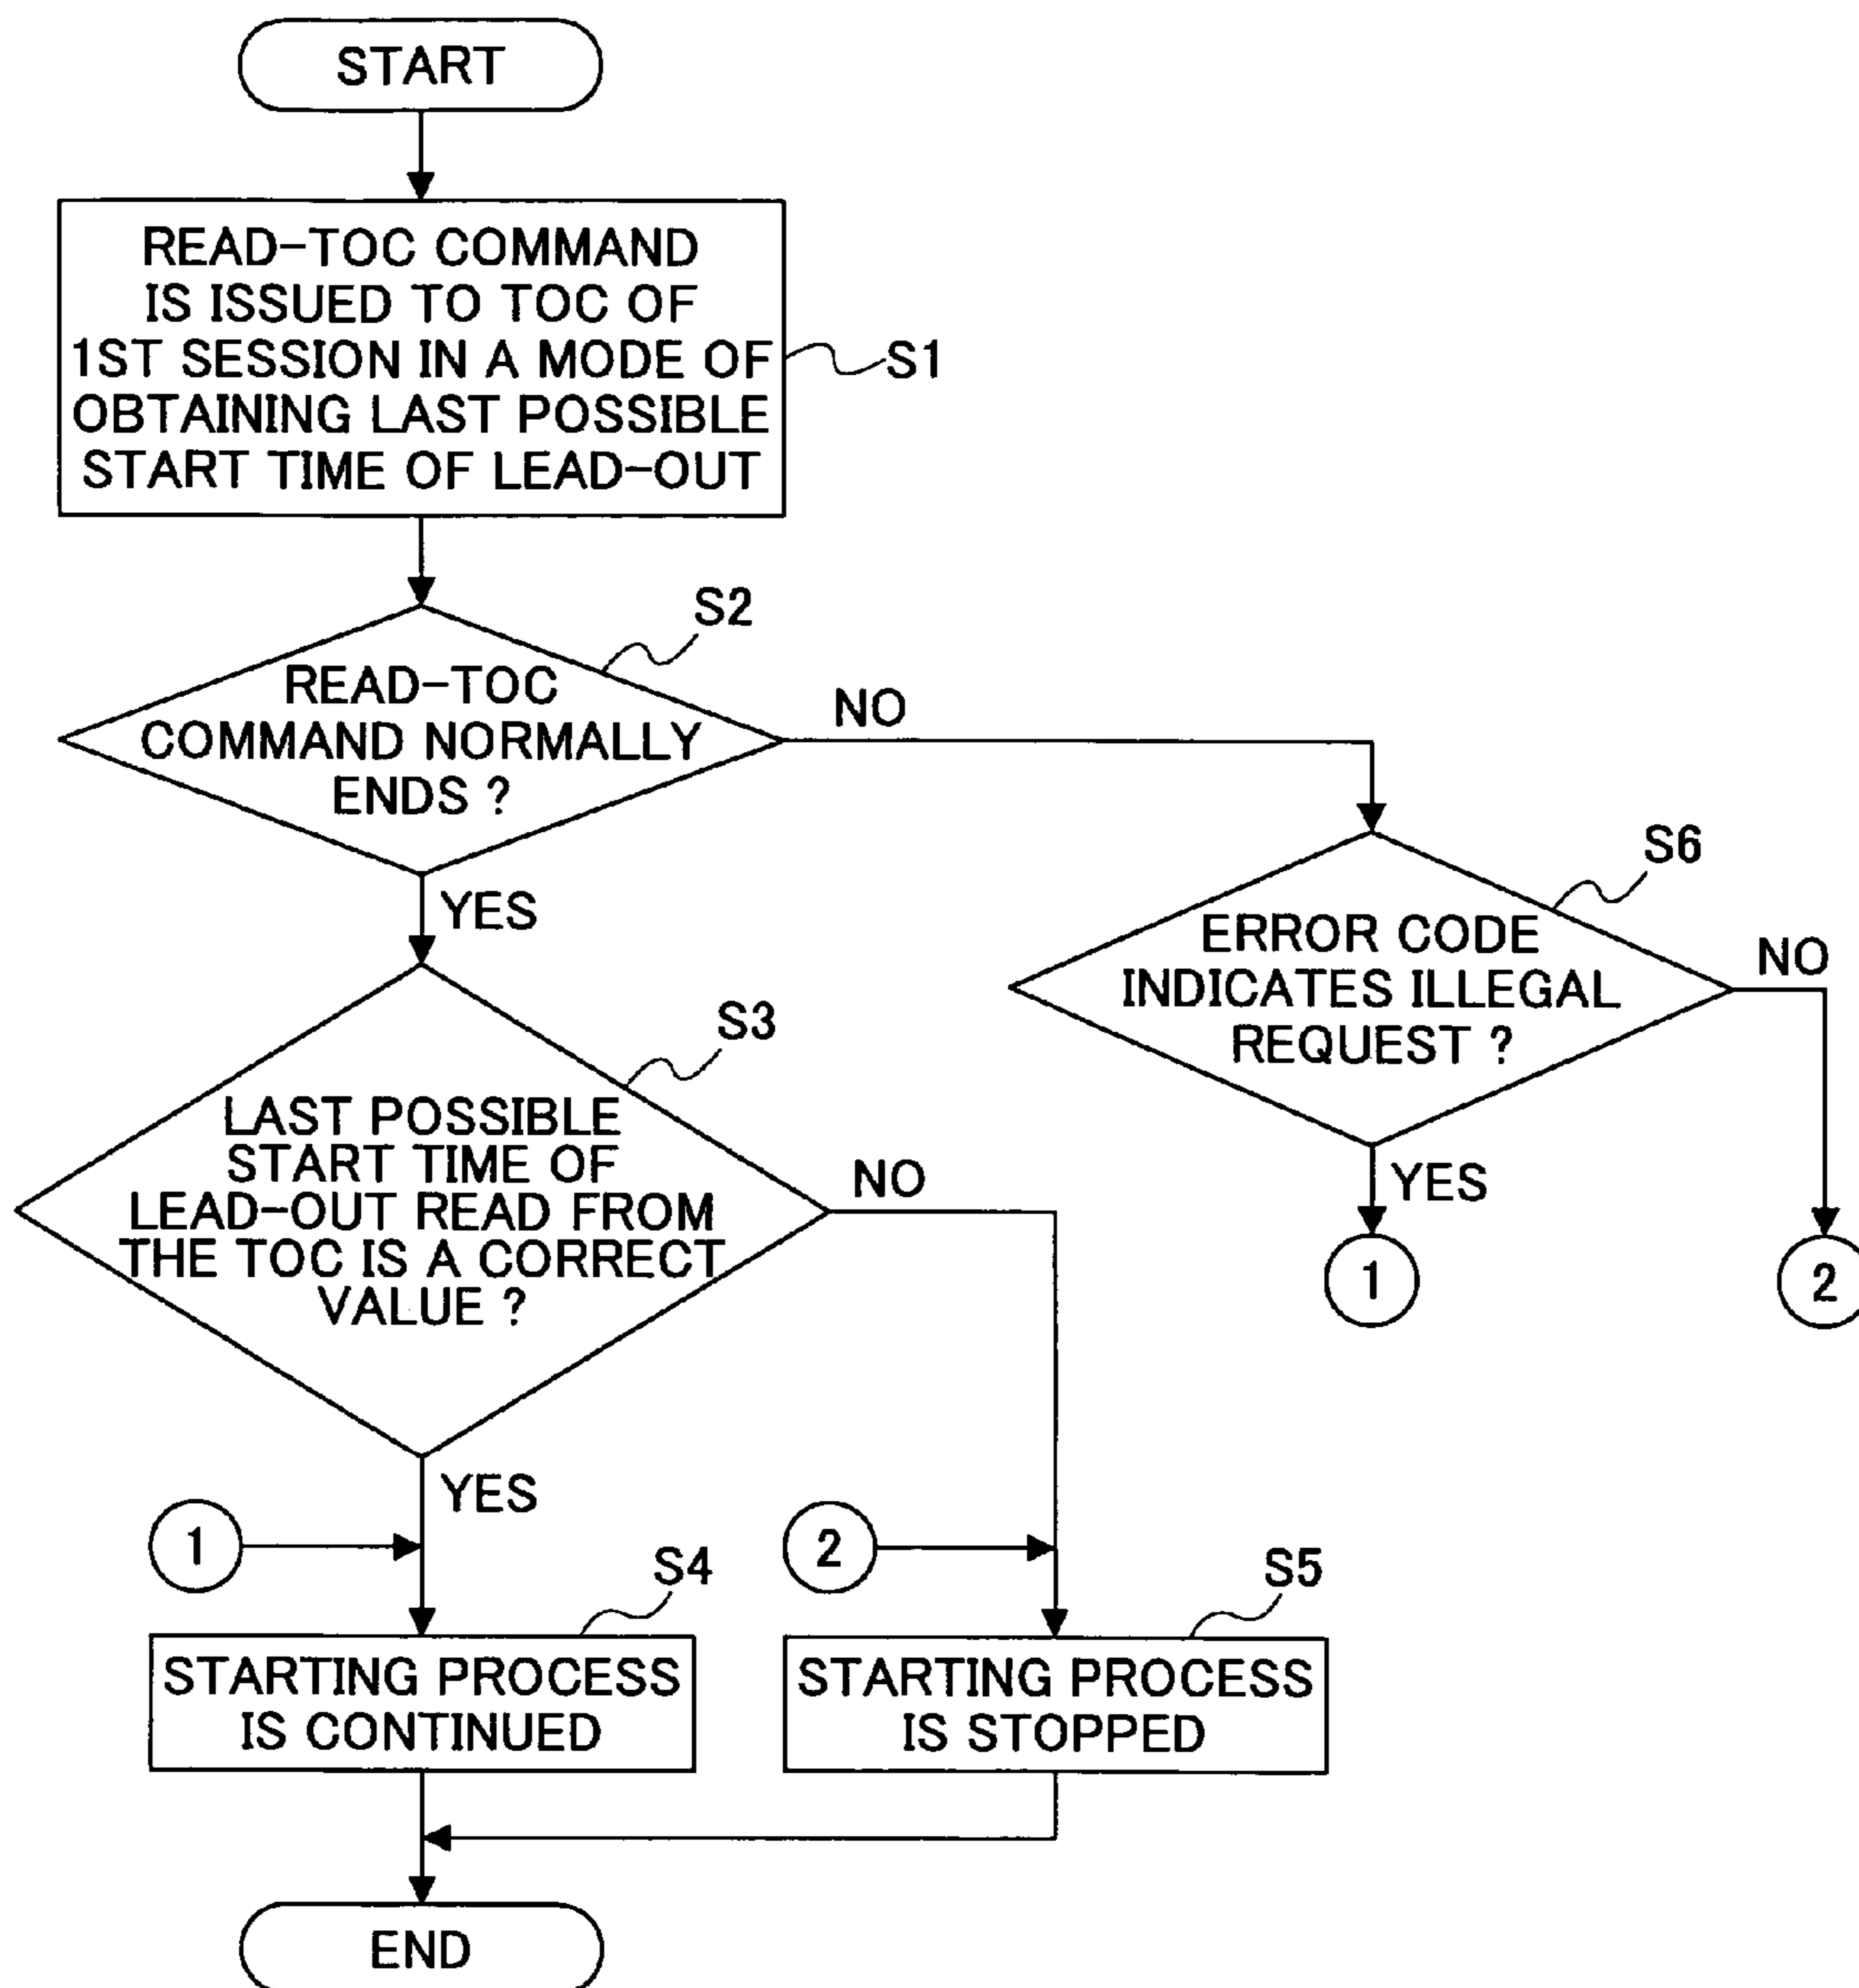 START
READ-TOC COMMAND
IS ISSUED TO TOC OF
1ST SESSION IN A MODE OF
OBTAINING LAST POSSIBLE
START TIME OF LEAD-OUT
S1
S2
READ-TOC
COMMAND NORMALLY
ENDS ?
NO
YES
S6
ERROR CODE
INDICATES ILLEGAL
REQUEST ?
NO
YES
1
2
S3
LAST POSSIBLE
START TIME OF
LEAD-OUT READ FROM
THE TOC IS A CORRECT
VALUE ?
NO
YES
1
2
S4
STARTING PROCESS
IS CONTINUED
S5
STARTING PROCESS
IS STOPPED
END